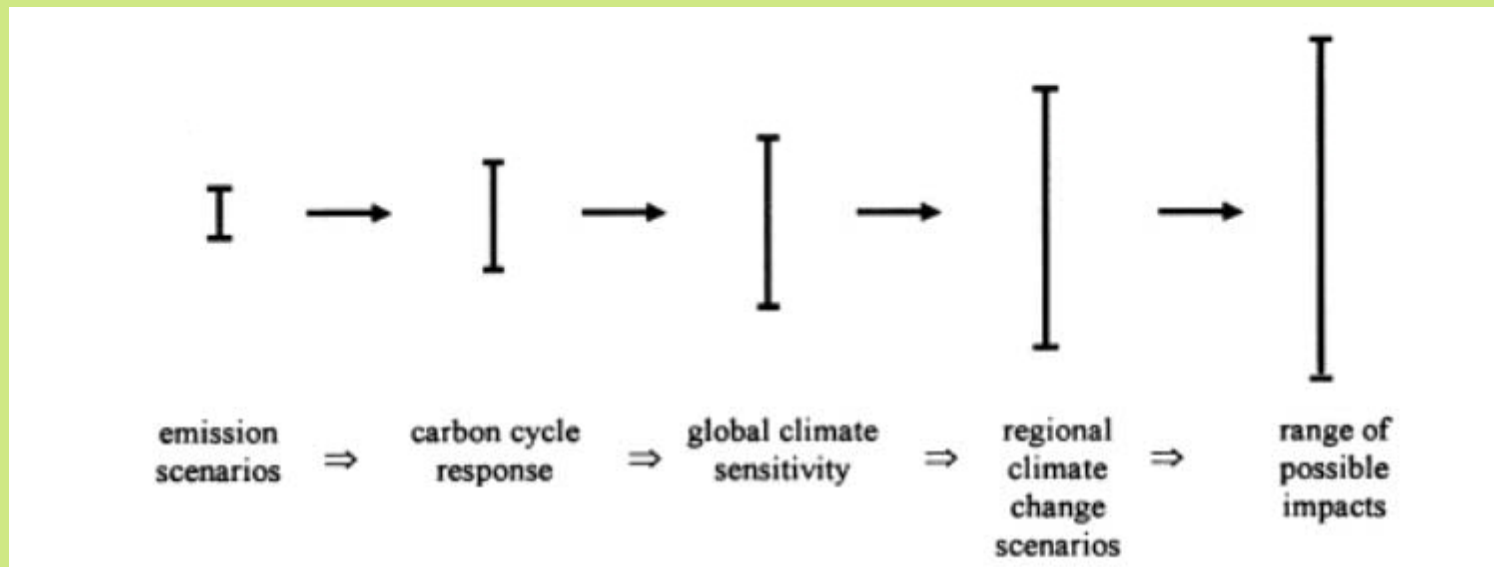 emission
scenarios
⇒
carbon cycle
response
⇒
global climate
sensitivity
⇒
regional
climate
change
scenarios
⇒
range of
possible
impacts